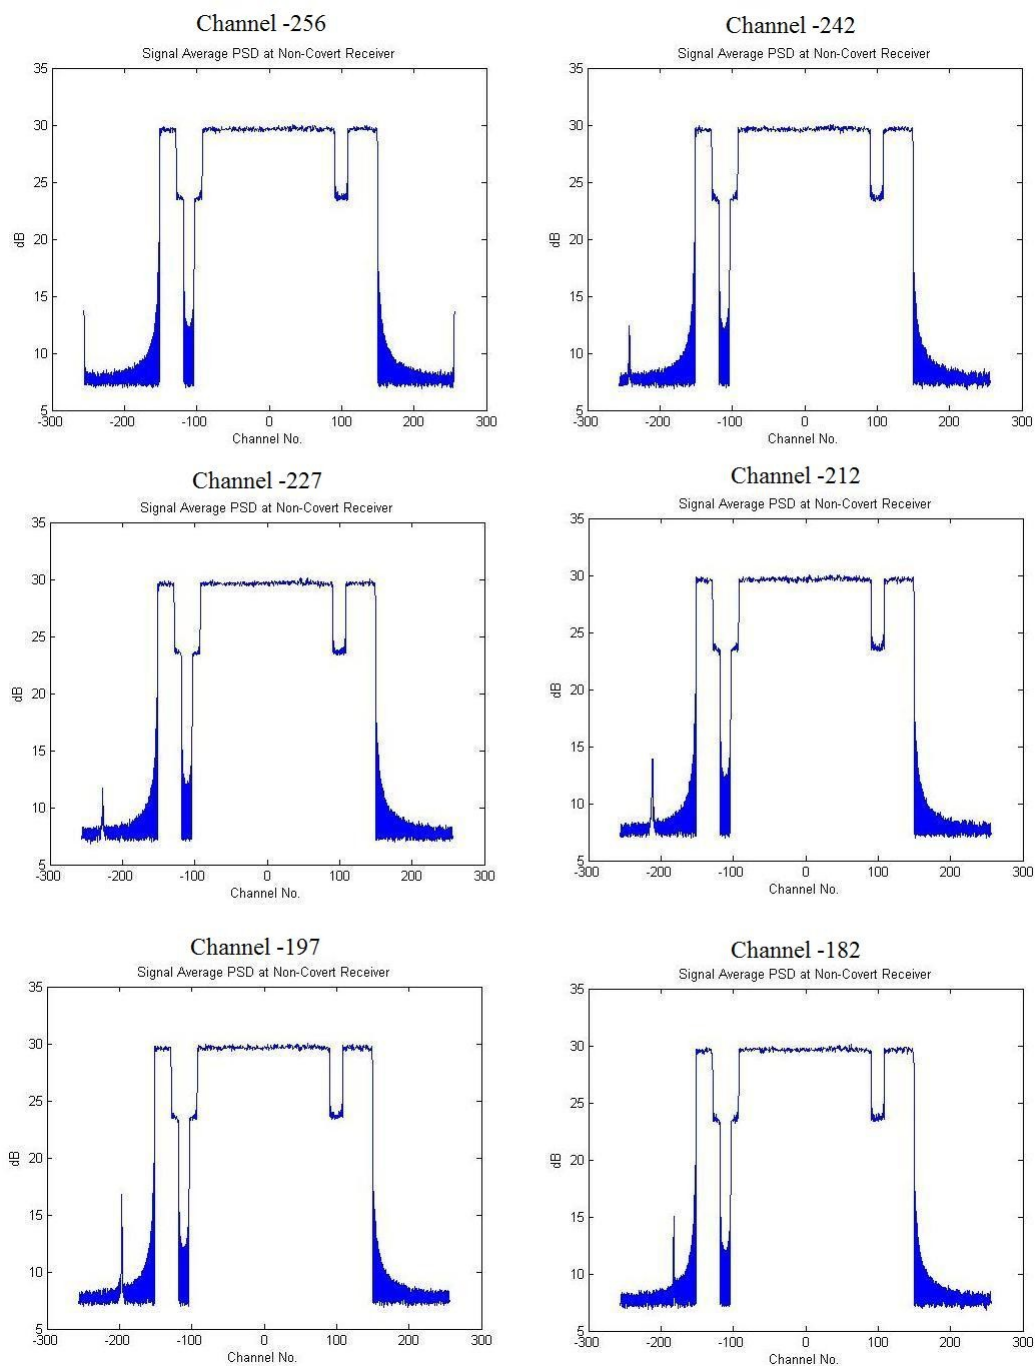 Channel -256
Signal Average PSD at Non-Covert Receiver
35
30
25
20
15
10
5
dB
-300 -200 -100 0 100 200 300
Channel No.
Channel -242
Signal Average PSD at Non-Covert Receiver
35
30
25
20
15
10
5
dB
-300 -200 -100 0 100 200 300
Channel No.
Channel -227
Signal Average PSD at Non-Covert Receiver
35
30
25
20
15
10
5
dB
-300 -200 -100 0 100 200 300
Channel No.
Channel -212
Signal Average PSD at Non-Covert Receiver
35
30
25
20
15
10
5
dB
-300 -200 -100 0 100 200 300
Channel No.
Channel -197
Signal Average PSD at Non-Covert Receiver
35
30
25
20
15
10
5
dB
-300 -200 -100 0 100 200 300
Channel No.
Channel -182
Signal Average PSD at Non-Covert Receiver
35
30
25
20
15
10
5
dB
-300 -200 -100 0 100 200 300
Channel No.